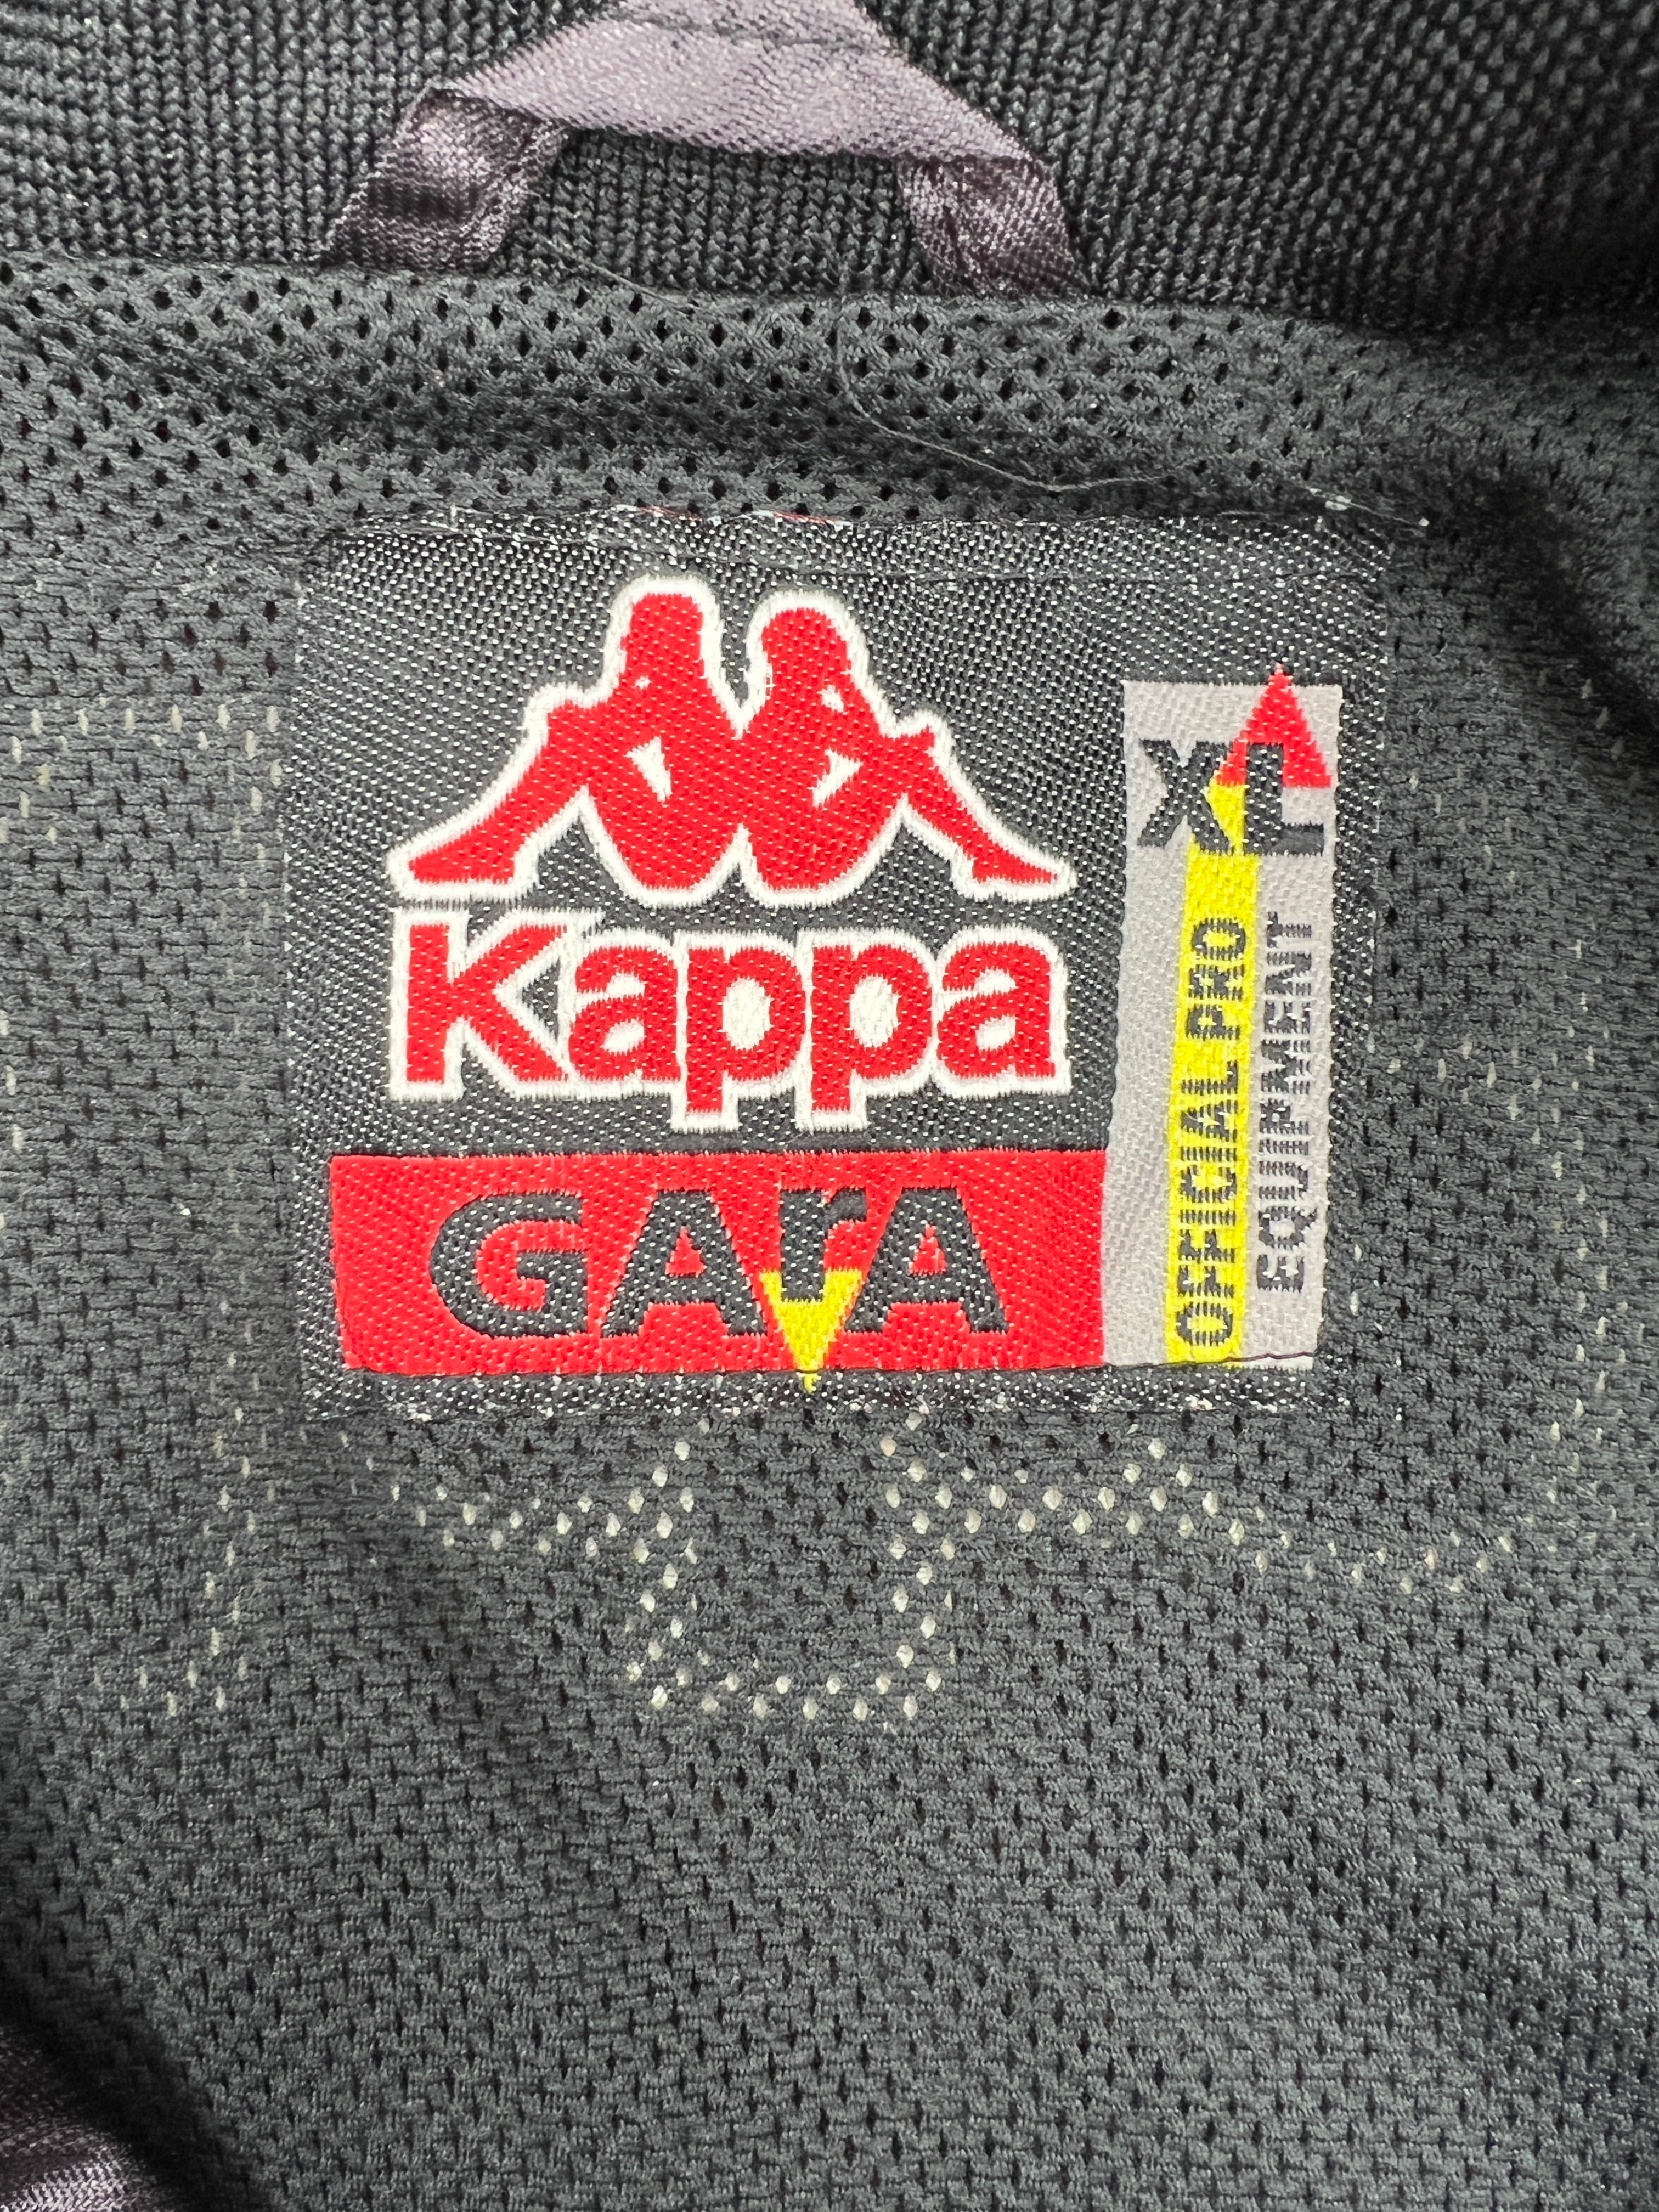 Kappa
GArA
XL
OFFICIAL PRO
EQUIPMENT